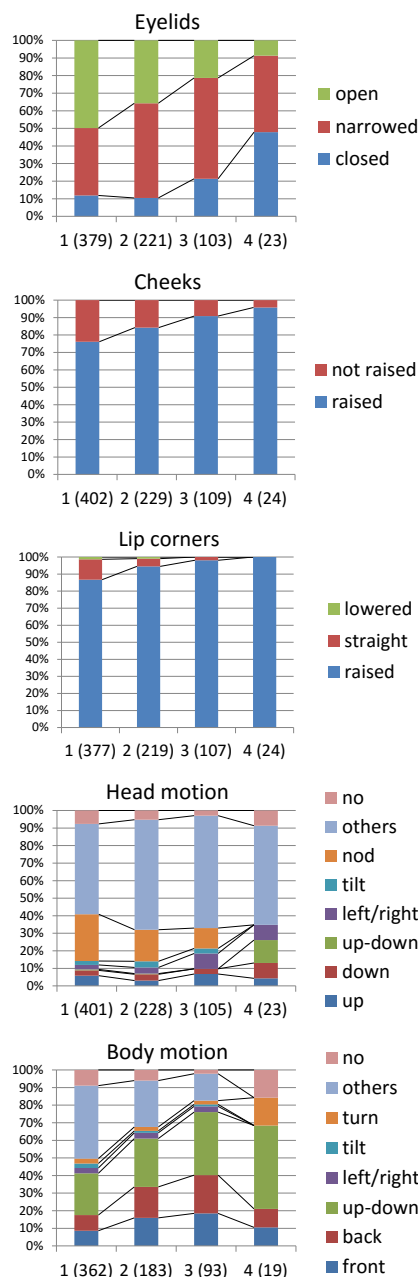 Eyelids
100%
90%
80%
70%
60%
50%
40%
30%
20%
10%
0%
1 (379) 2 (221) 3 (103) 4 (23)
open
narrowed
closed
Cheeks
100%
90%
80%
70%
60%
50%
40%
30%
20%
10%
0%
1 (402) 2 (229) 3 (109) 4 (24)
not raised
raised
Lip corners
100%
90%
80%
70%
60%
50%
40%
30%
20%
10%
0%
1 (377) 2 (219) 3 (107) 4 (24)
lowered
straight
raised
Head motion
100%
90%
80%
70%
60%
50%
40%
30%
20%
10%
0%
1 (401) 2 (228) 3 (105) 4 (23)
no
others
nod
tilt
left/right
up-down
down
up
Body motion
100%
90%
80%
70%
60%
50%
40%
30%
20%
10%
0%
1 (362) 2 (183) 3 (93) 4 (19)
no
others
turn
tilt
left/right
up-down
back
front